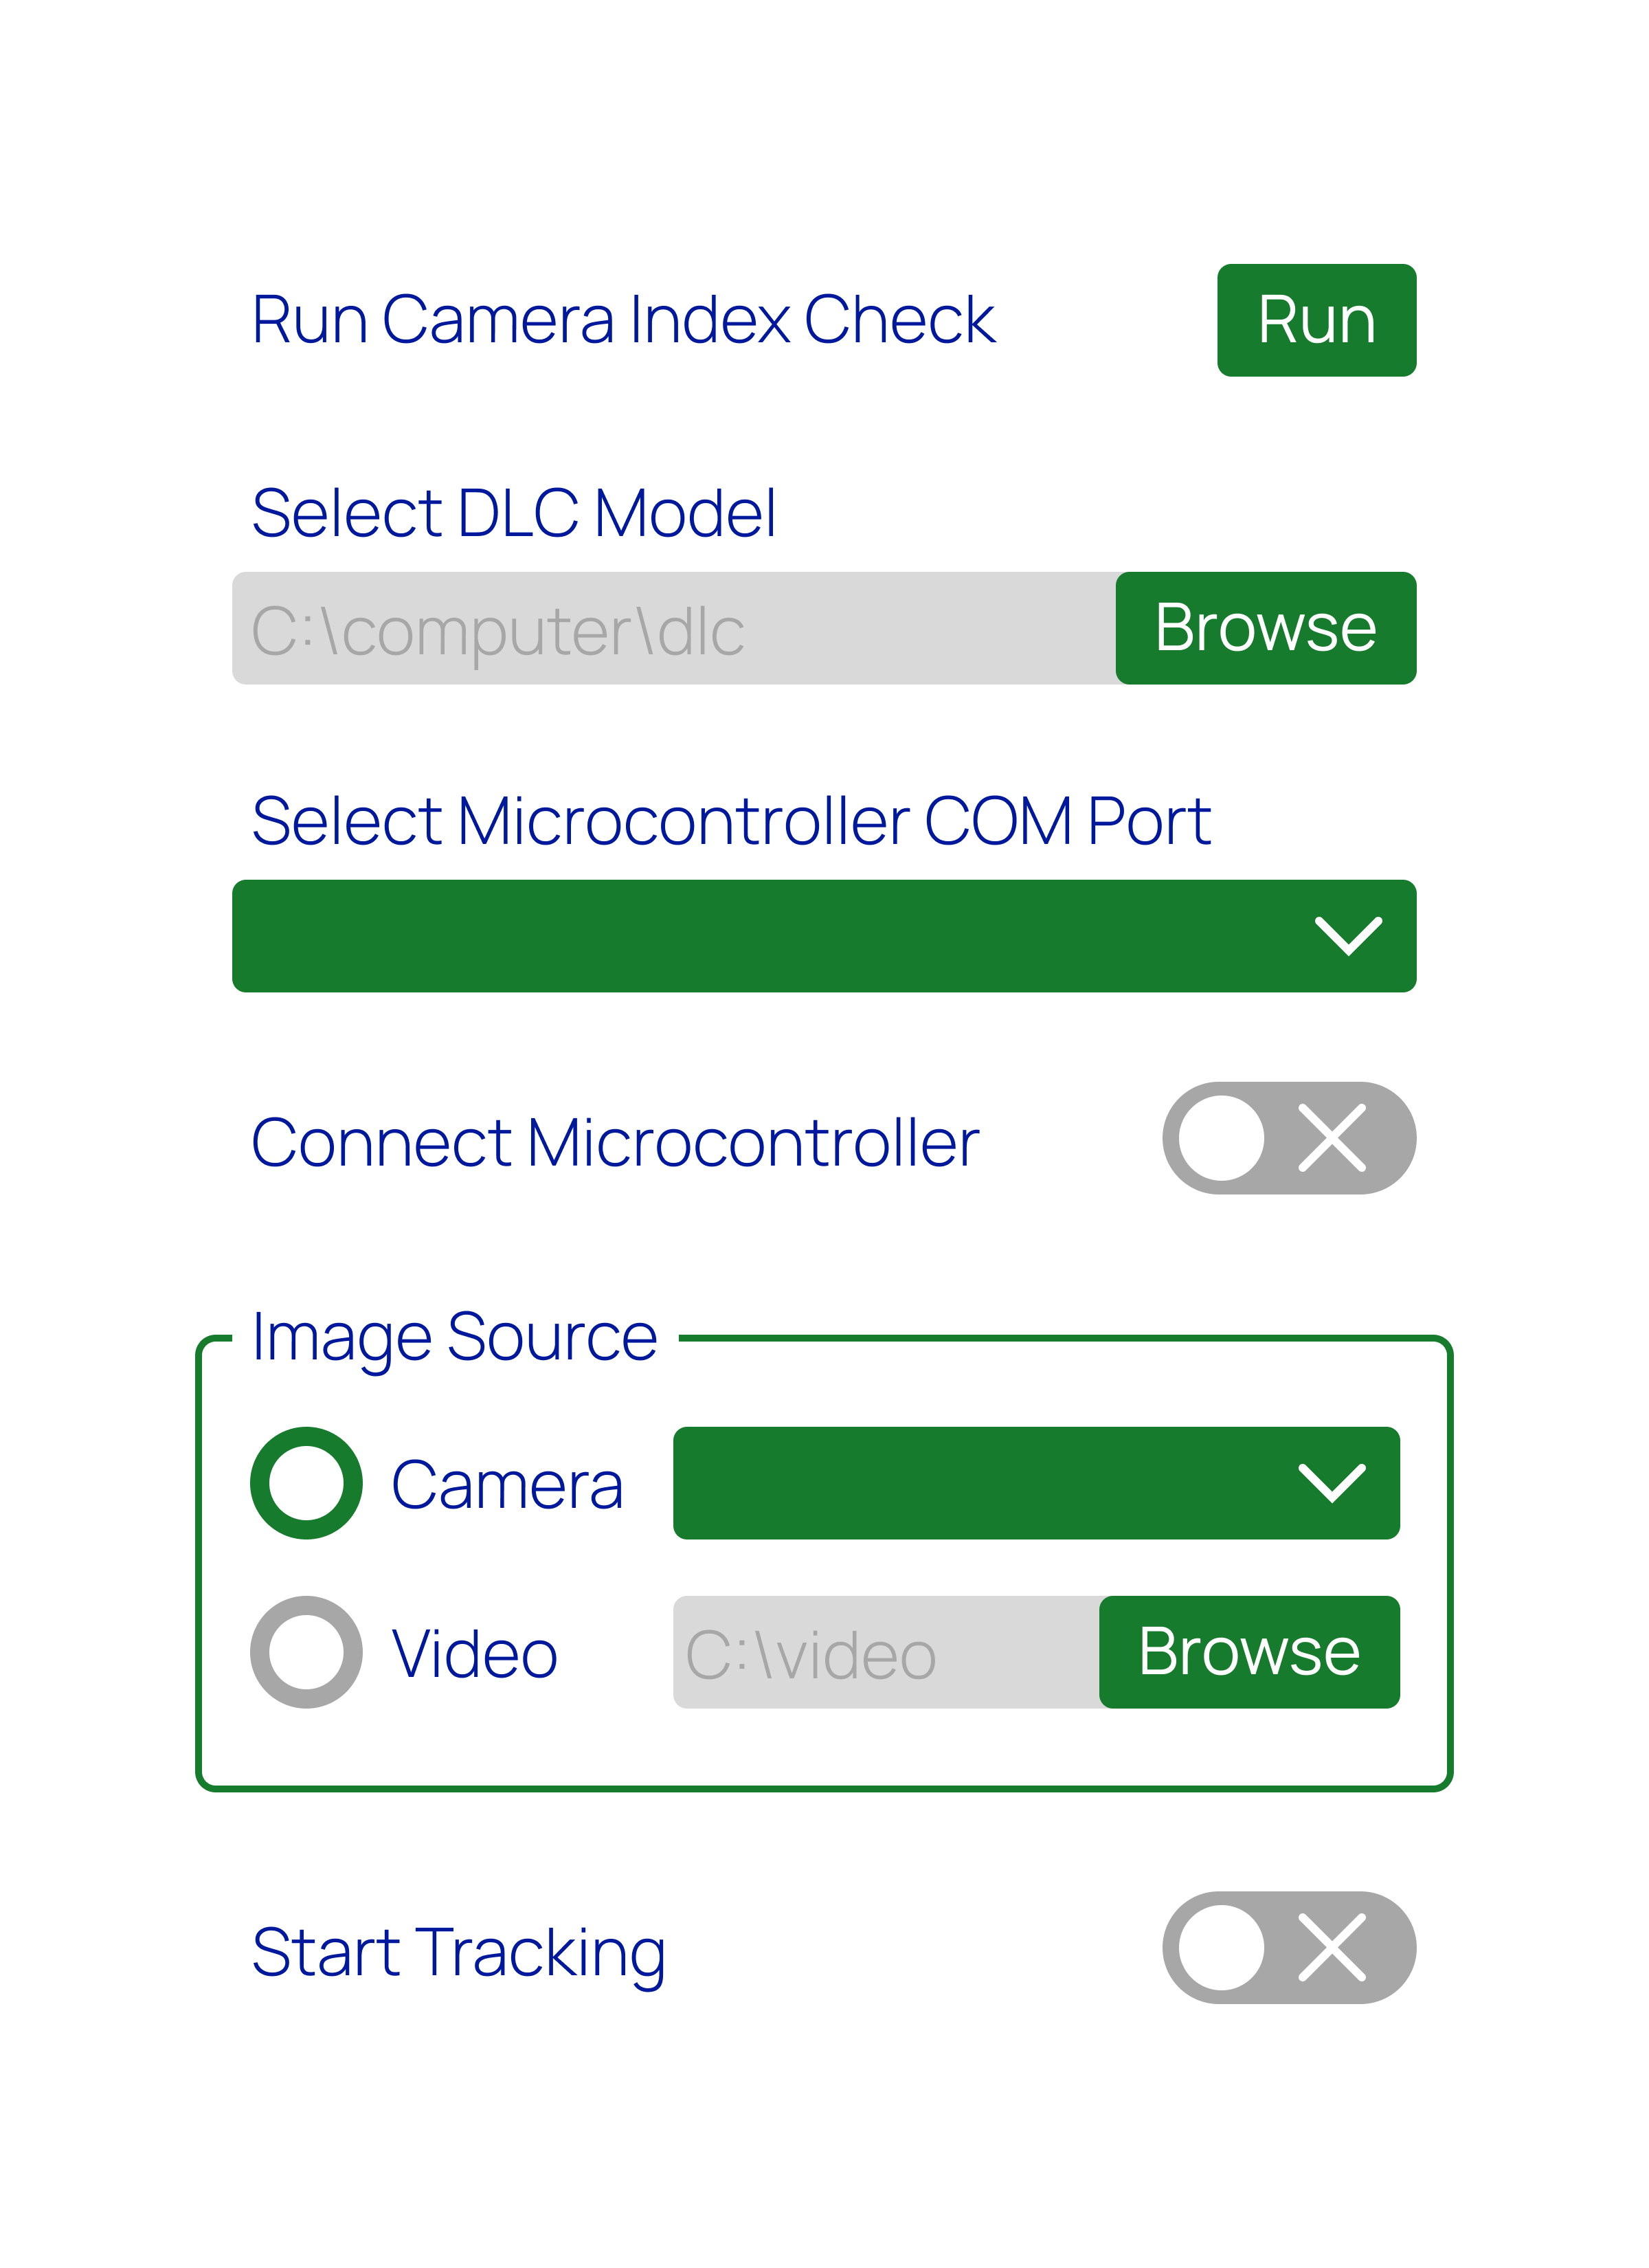 Run Camera Index Check Run
Select DLC Model
C:\computer\dlc Browse
Select Microcontroller COM Port
Connect Microcontroller
Image Source
Camera
Video C:\video Browse
Start Tracking